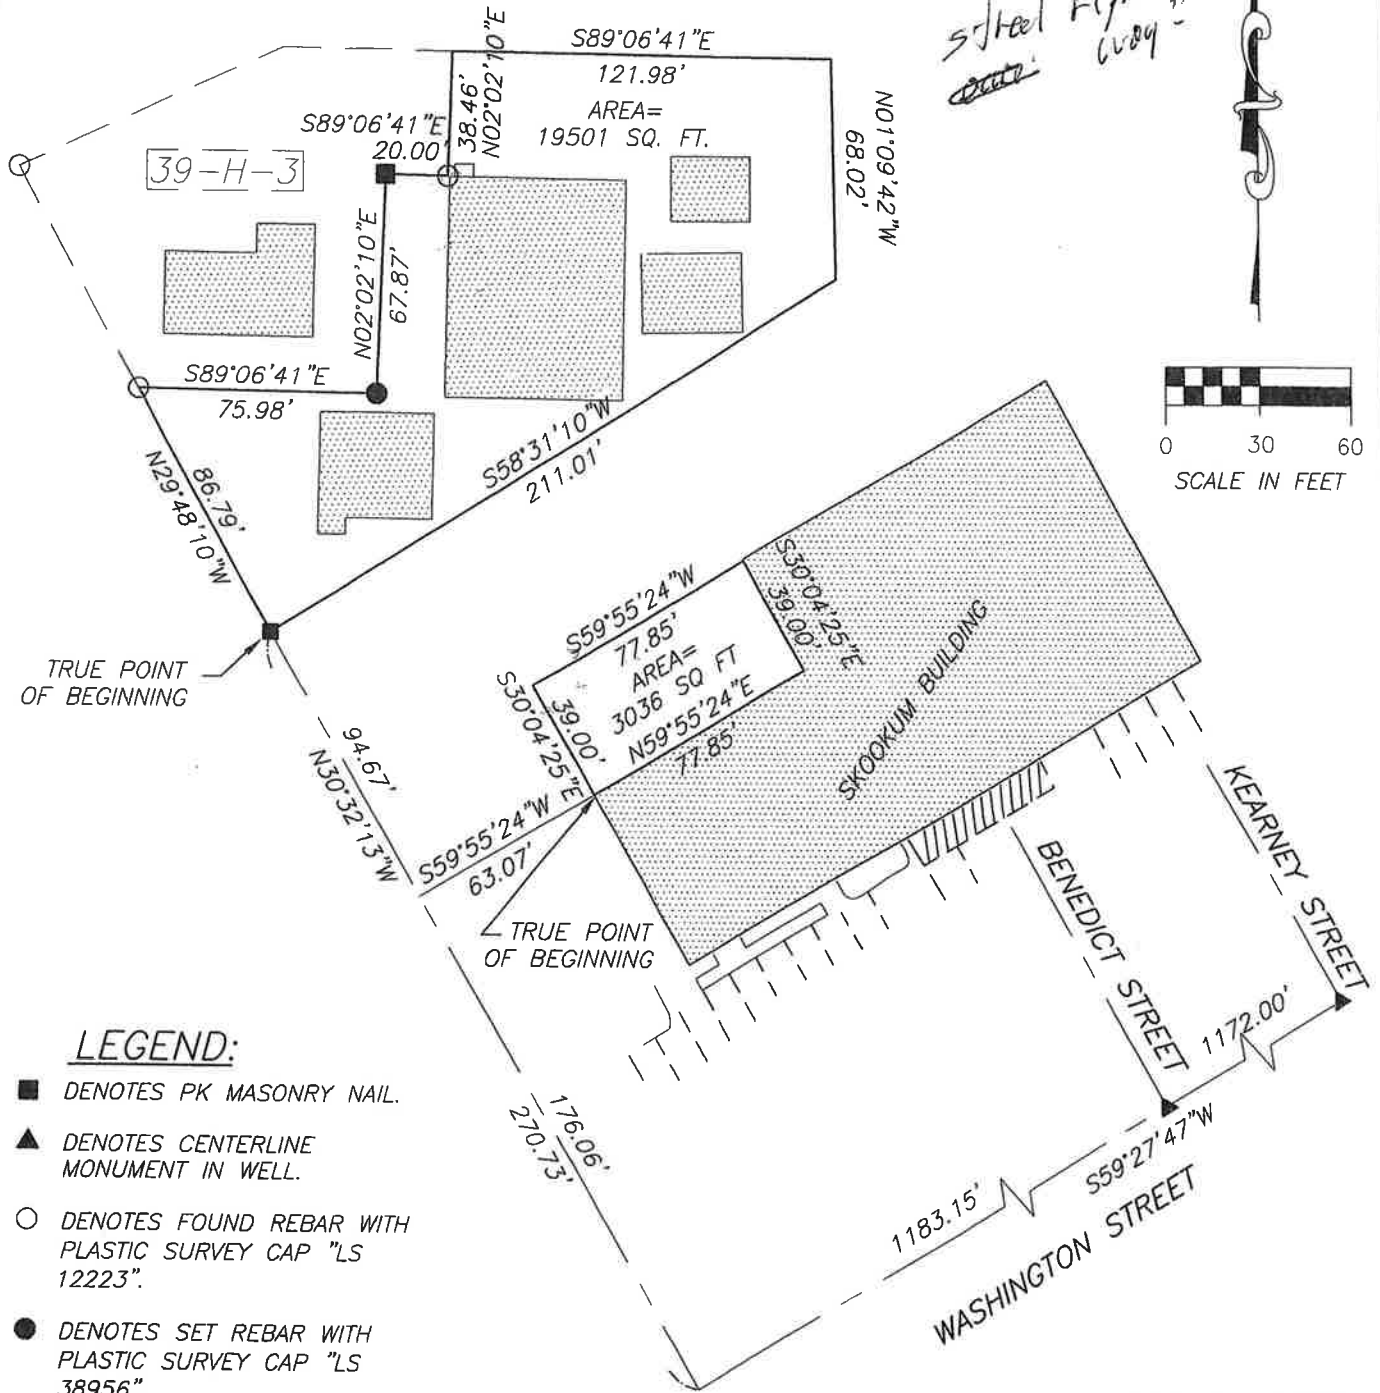 S89°06'41"E
121.98'
AREA=
19501 SQ. FT.
38.46'
N02°02'10"E
S89°06'41"E
20.00'
39-H-3
N01°09'42"W
68.02'
N02°02'10"E
67.87'
S89°06'41"E
75.98'
0 30 60
SCALE IN FEET
S58°31'10"W
211.01'
86.79'
N29°48'10"W
TRUE POINT
OF BEGINNING
S59°55'24"W
77.85'
AREA=
3036 SQ FT
N59°55'24"E
77.85'
S30°04'25"E
39.00'
S30°04'25"E
39.00'
SKOOKUM BUILDING
94.67'
N30°32'13"W
S59°55'24"W
63.07'
TRUE POINT
OF BEGINNING
KEARNEY STREET
BENEDICT STREET
1172.00'
S59°27'47"W
1183.15'
WASHINGTON STREET
176.06'
270.73'
LEGEND:
DENOTES PK MASONRY NAIL.
DENOTES CENTERLINE
MONUMENT IN WELL.
DENOTES FOUND REBAR WITH
PLASTIC SURVEY CAP "LS
12223".
DENOTES SET REBAR WITH
PLASTIC SURVEY CAP "LS
38956"